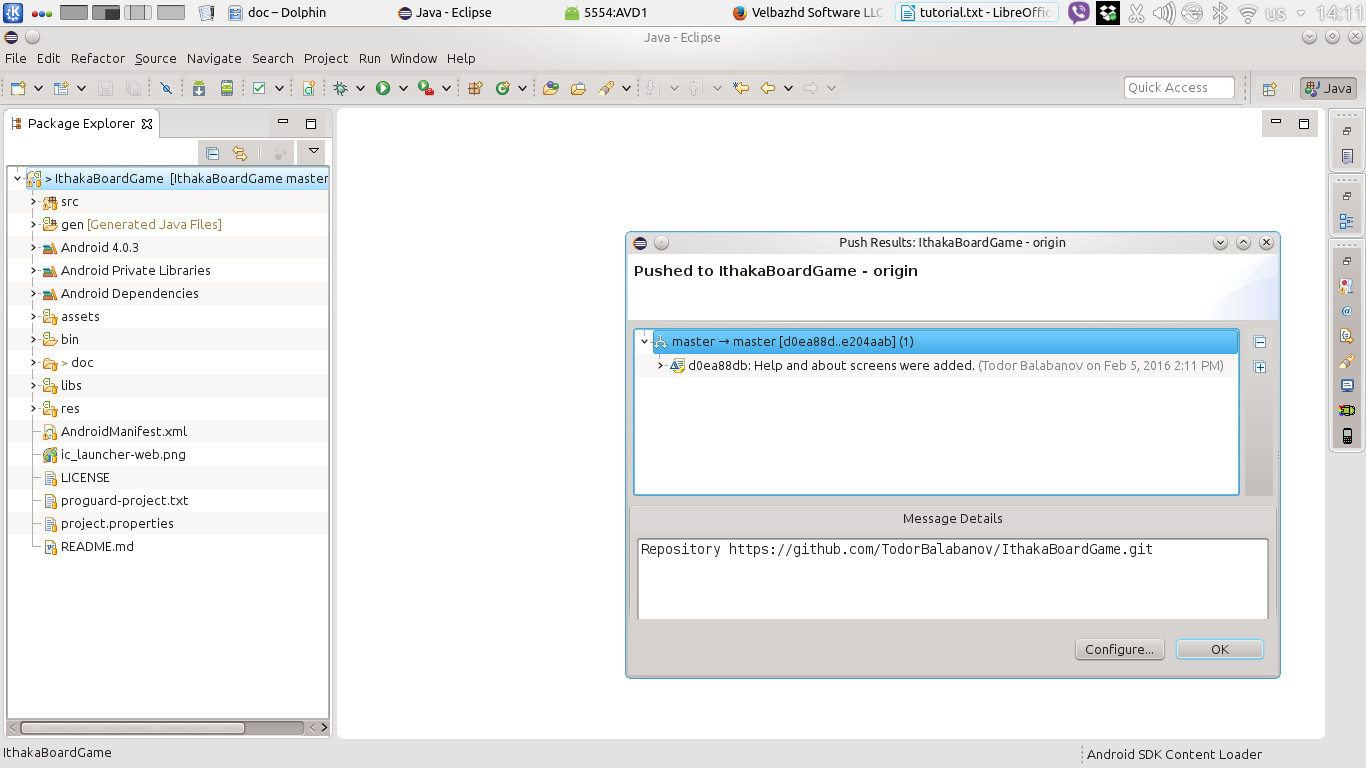 doc – Dolphin
Java - Eclipse
5554:AVD1
Velbazhd Software LLC
tutorial.txt - LibreOffic
us
14:11
Java - Eclipse
File Edit Refactor Source Navigate Search Project Run Window Help
Quick Access
Java
Package Explorer
> IthakaBoardGame [IthakaBoardGame master
src
gen [Generated Java Files]
Android 4.0.3
Android Private Libraries
Android Dependencies
assets
bin
> doc
libs
res
AndroidManifest.xml
ic_launcher-web.png
LICENSE
proguard-project.txt
project.properties
README.md
Push Results: IthakaBoardGame - origin
Pushed to IthakaBoardGame - origin
master → master [d0ea88d..e204aab] (1)
d0ea88db: Help and about screens were added. (Todor Balabanov on Feb 5, 2016 2:11 PM)
Message Details
Repository https://github.com/TodorBalabanov/IthakaBoardGame.git
Configure...
OK
IthakaBoardGame
Android SDK Content Loader